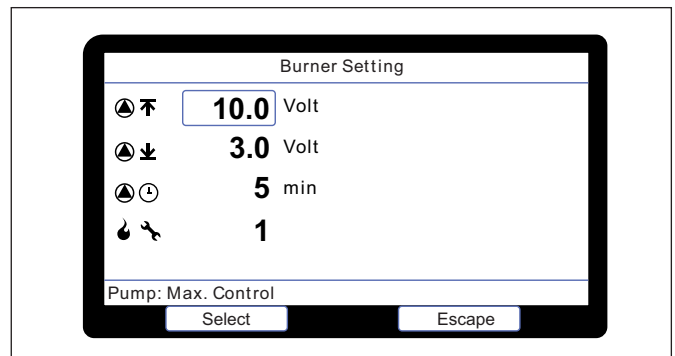 Burner Setting
10.0 Volt
3.0 Volt
5 min
1
Pump: Max. Control
Select Escape